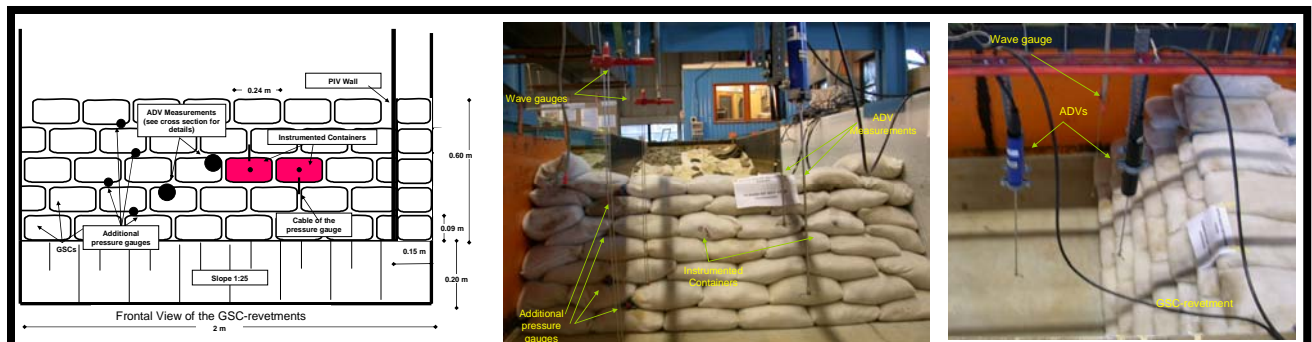 PIV Wall
0.24 m
ADV Measurements
(see cross section for
details)
Instrumented Containers
0.60 m
Cable of the
pressure gauge
0.09 m
Additional
pressure gauges
GSCs
0.15 m
Slope 1:25
0.20 m
Frontal View of the GSC-revetments
2 m
Wave gauges
ADV
Measurements
Instrumented
Containers
Additional
pressure
gauges
Wave gauge
ADVs
GSC-revetment